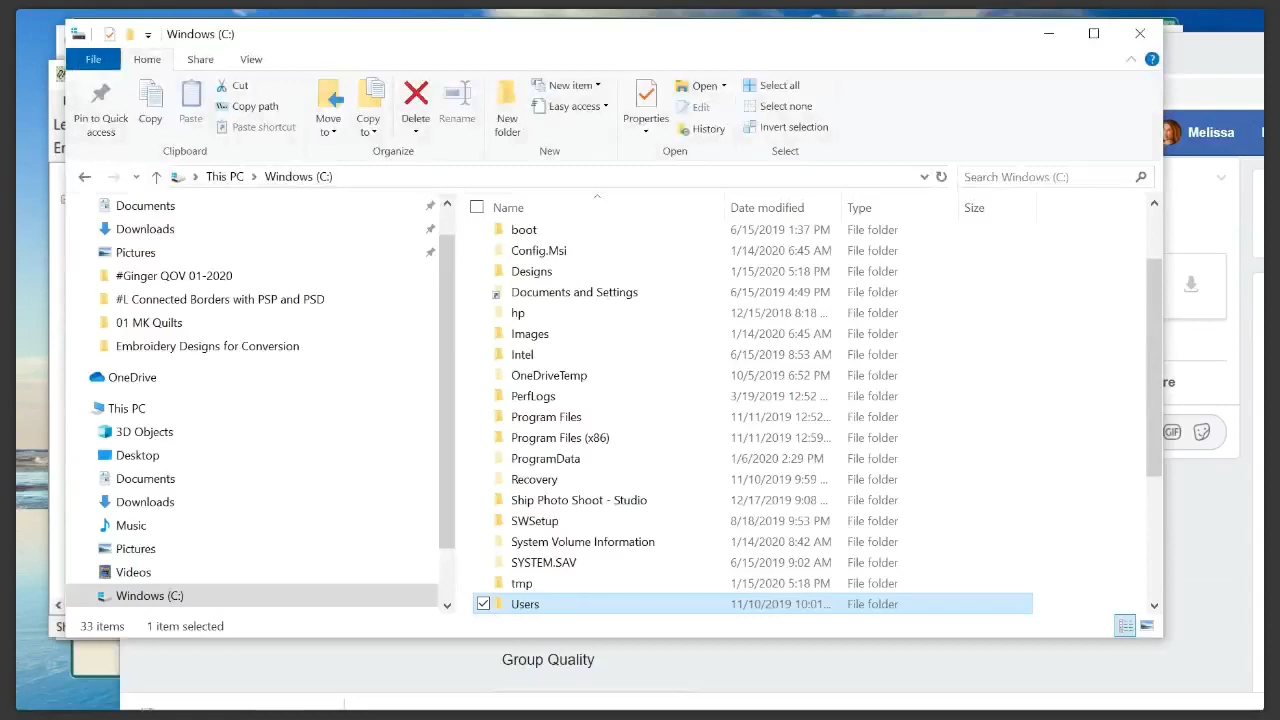 Windows (C:)
File Home Share View
Pin to Quick access
Copy
Paste
Cut
Copy path
Paste shortcut
Clipboard
Move to
Copy to
Delete
Rename
Organize
New folder
New item
Easy access
New
Properties
Open
Edit
History
Open
Select all
Select none
Invert selection
Select
Melissa
This PC > Windows (C:)
Search Windows (C:)
Documents
Downloads
Pictures
#Ginger QOV 01-2020
#L Connected Borders with PSP and PSD
01 MK Quilts
Embroidery Designs for Conversion
OneDrive
This PC
3D Objects
Desktop
Documents
Downloads
Music
Pictures
Videos
Windows (C:)
Name Date modified Type Size
boot 6/15/2019 1:37 PM File folder
Config.Msi 1/14/2020 6:45 AM File folder
Designs 1/15/2020 5:18 PM File folder
Documents and Settings 6/15/2019 4:49 PM File folder
hp 12/15/2018 8:18 ... File folder
Images 1/14/2020 6:45 AM File folder
Intel 6/15/2019 8:53 AM File folder
OneDriveTemp 10/5/2019 6:52 PM File folder
PerfLogs 3/19/2019 12:52 ... File folder
Program Files 11/11/2019 12:52... File folder
Program Files (x86) 11/11/2019 12:59... File folder
ProgramData 1/6/2020 2:29 PM File folder
Recovery 11/10/2019 9:59 ... File folder
Ship Photo Shoot - Studio 12/17/2019 9:08 ... File folder
SWSetup 8/18/2019 9:53 PM File folder
System Volume Information 1/14/2020 8:42 AM File folder
SYSTEM.SAV 6/15/2019 9:02 AM File folder
tmp 1/15/2020 5:18 PM File folder
Users 11/10/2019 10:01... File folder
GIF
33 items 1 item selected
Group Quality